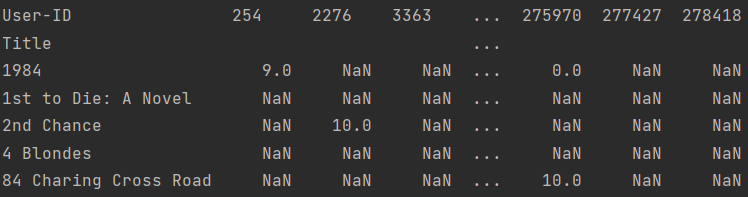 User-ID 254 2276 3363 ... 275970 277427 278418
Title ...
1984 9.0 NaN NaN ... 0.0 NaN NaN
1st to Die: A Novel NaN NaN NaN ... NaN NaN NaN
2nd Chance NaN 10.0 NaN ... NaN NaN NaN
4 Blondes NaN NaN NaN ... NaN NaN NaN
84 Charing Cross Road NaN NaN NaN ... 10.0 NaN NaN